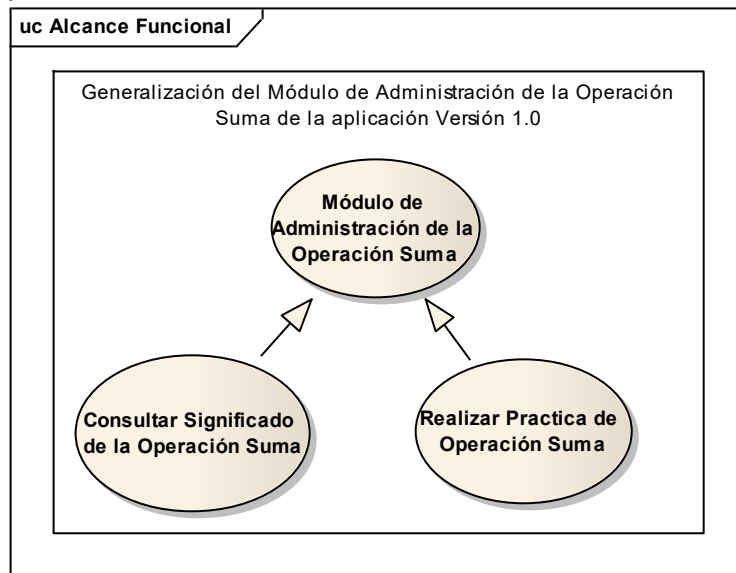 uc Alcance Funcional
Generalización del Módulo de Administración de la Operación
Suma de la aplicación Versión 1.0
Módulo de
Administración de la
Operación Suma
Consultar Significado
de la Operación Suma
Realizar Practica de
Operación Suma